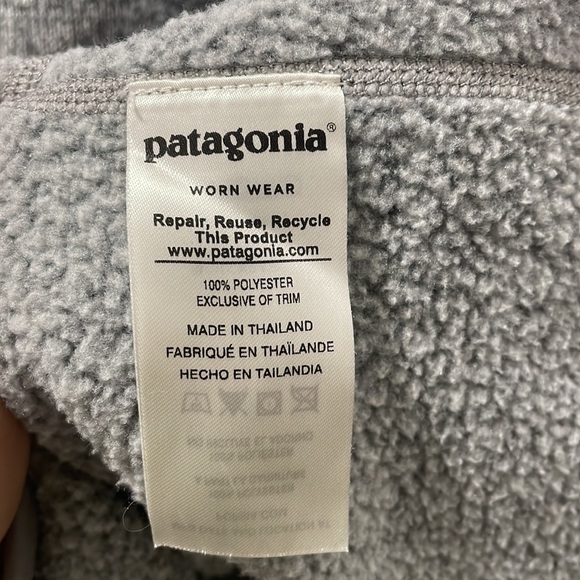 patagonia®
WORN WEAR
Repair, Reuse, Recycle
This Product
www.patagonia.com
100% POLYESTER
EXCLUSIVE OF TRIM
MADE IN THAILAND
FABRIQUÉ EN THAÏLANDE
HECHO EN TAILANDIA